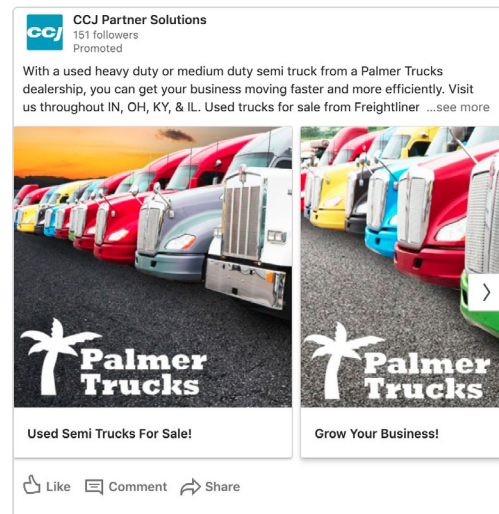 CCJ
CCJ Partner Solutions
151 followers
Promoted
With a used heavy duty or medium duty semi truck from a Palmer Trucks
dealership, you can get your business moving faster and more efficiently. Visit
us throughout IN, OH, KY, & IL. Used trucks for sale from Freightliner ...see more
Palmer
Trucks
Palmer
Trucks
Used Semi Trucks For Sale!
Grow Your Business!
Like
Comment
Share